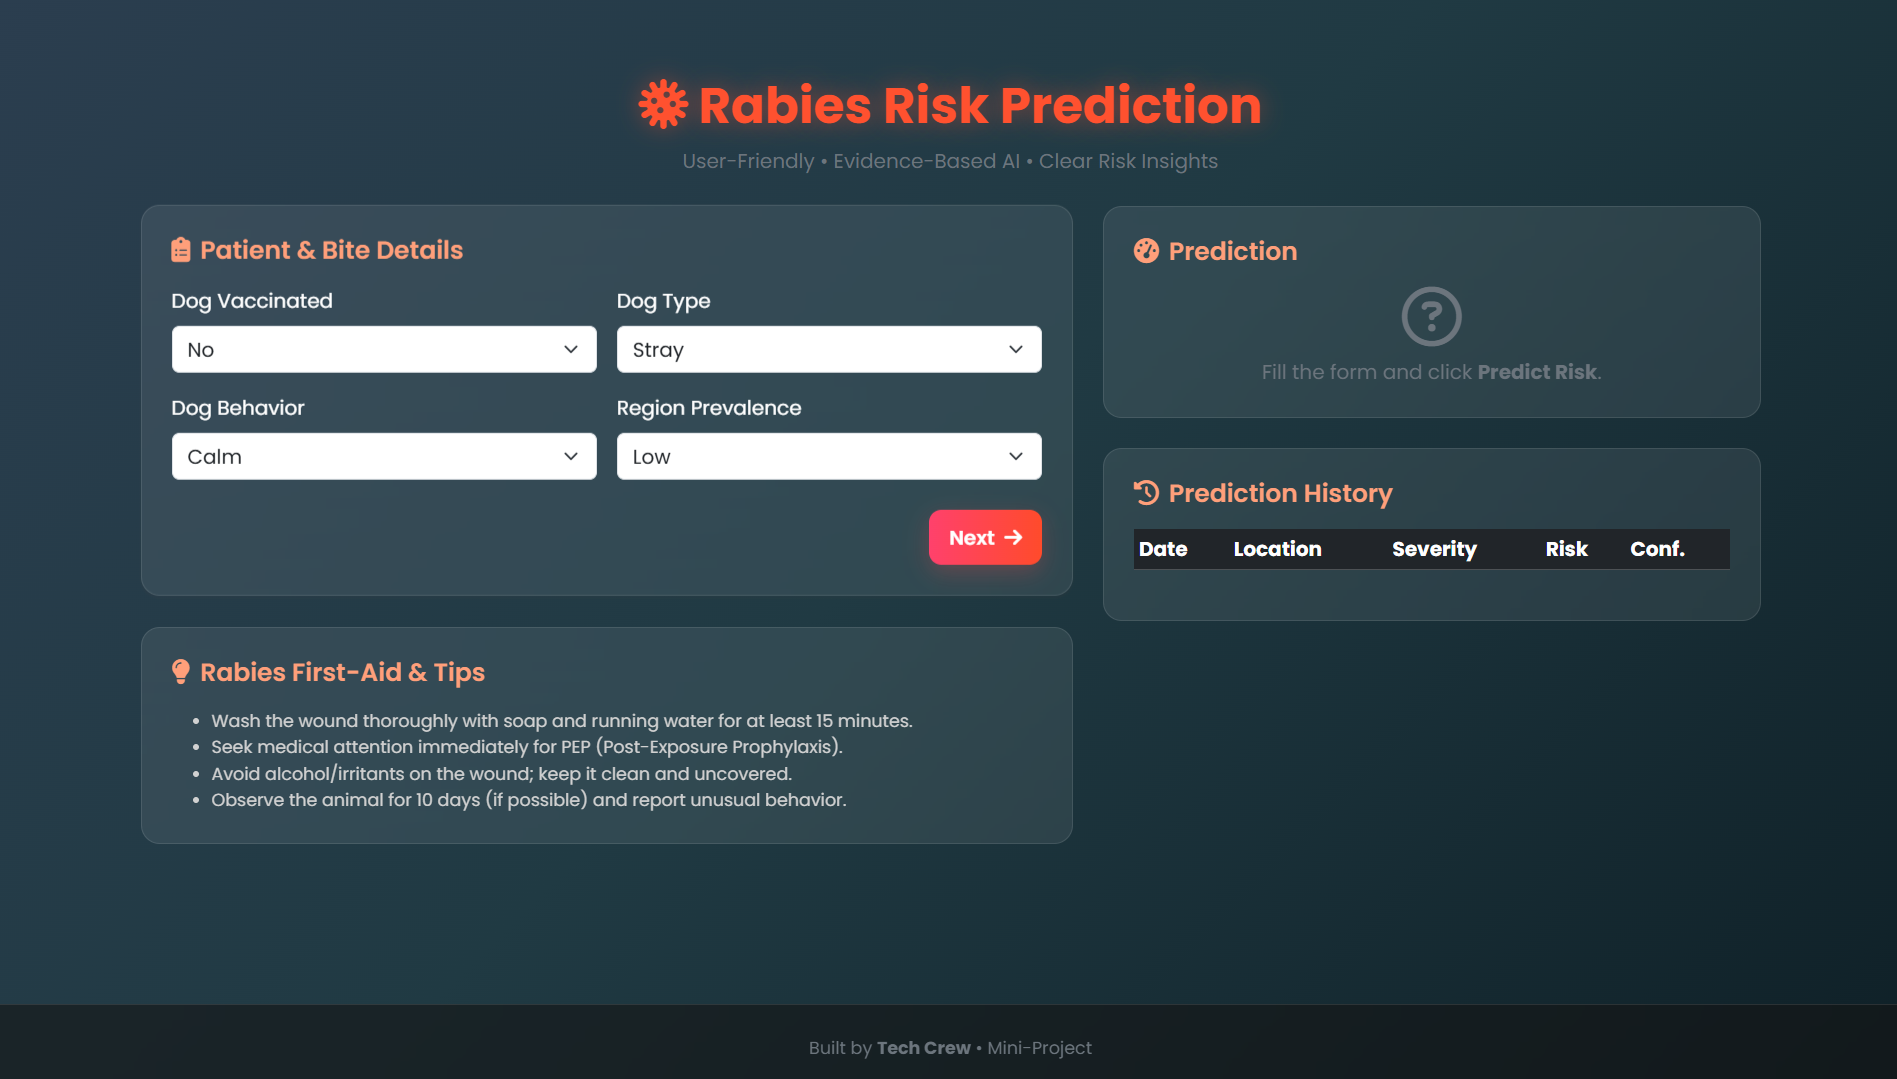 Rabies Risk Prediction
User-Friendly • Evidence-Based AI • Clear Risk Insights
Patient & Bite Details
Dog Vaccinated
No
Dog Type
Stray
Dog Behavior
Calm
Region Prevalence
Low
Next →
Rabies First-Aid & Tips
• Wash the wound thoroughly with soap and running water for at least 15 minutes.
• Seek medical attention immediately for PEP (Post-Exposure Prophylaxis).
• Avoid alcohol/irritants on the wound; keep it clean and uncovered.
• Observe the animal for 10 days (if possible) and report unusual behavior.
Prediction
?
Fill the form and click Predict Risk.
Prediction History
Date Location Severity Risk Conf.
Built by Tech Crew • Mini-Project